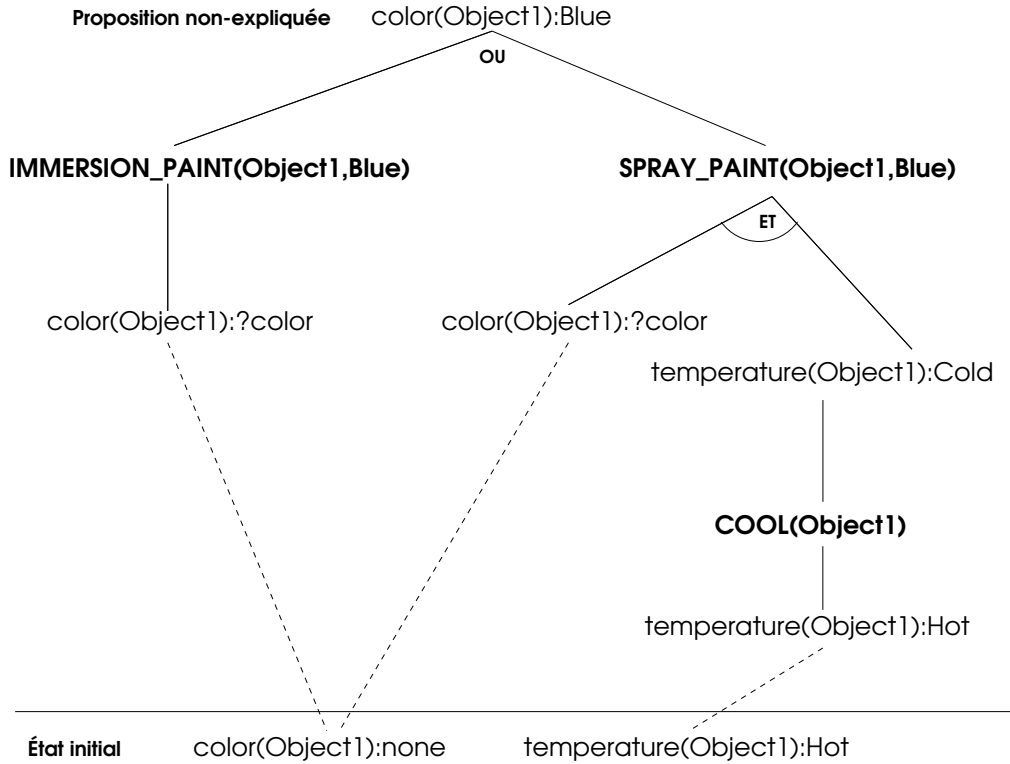 Proposition non-expliquée color(Object1):Blue
OU
IMMERSION_PAINT(Object1,Blue) SPRAY_PAINT(Object1,Blue)
ET
color(Object1):?color color(Object1):?color
temperature(Object1):Cold
COOL(Object1)
temperature(Object1):Hot
État initial color(Object1):none temperature(Object1):Hot